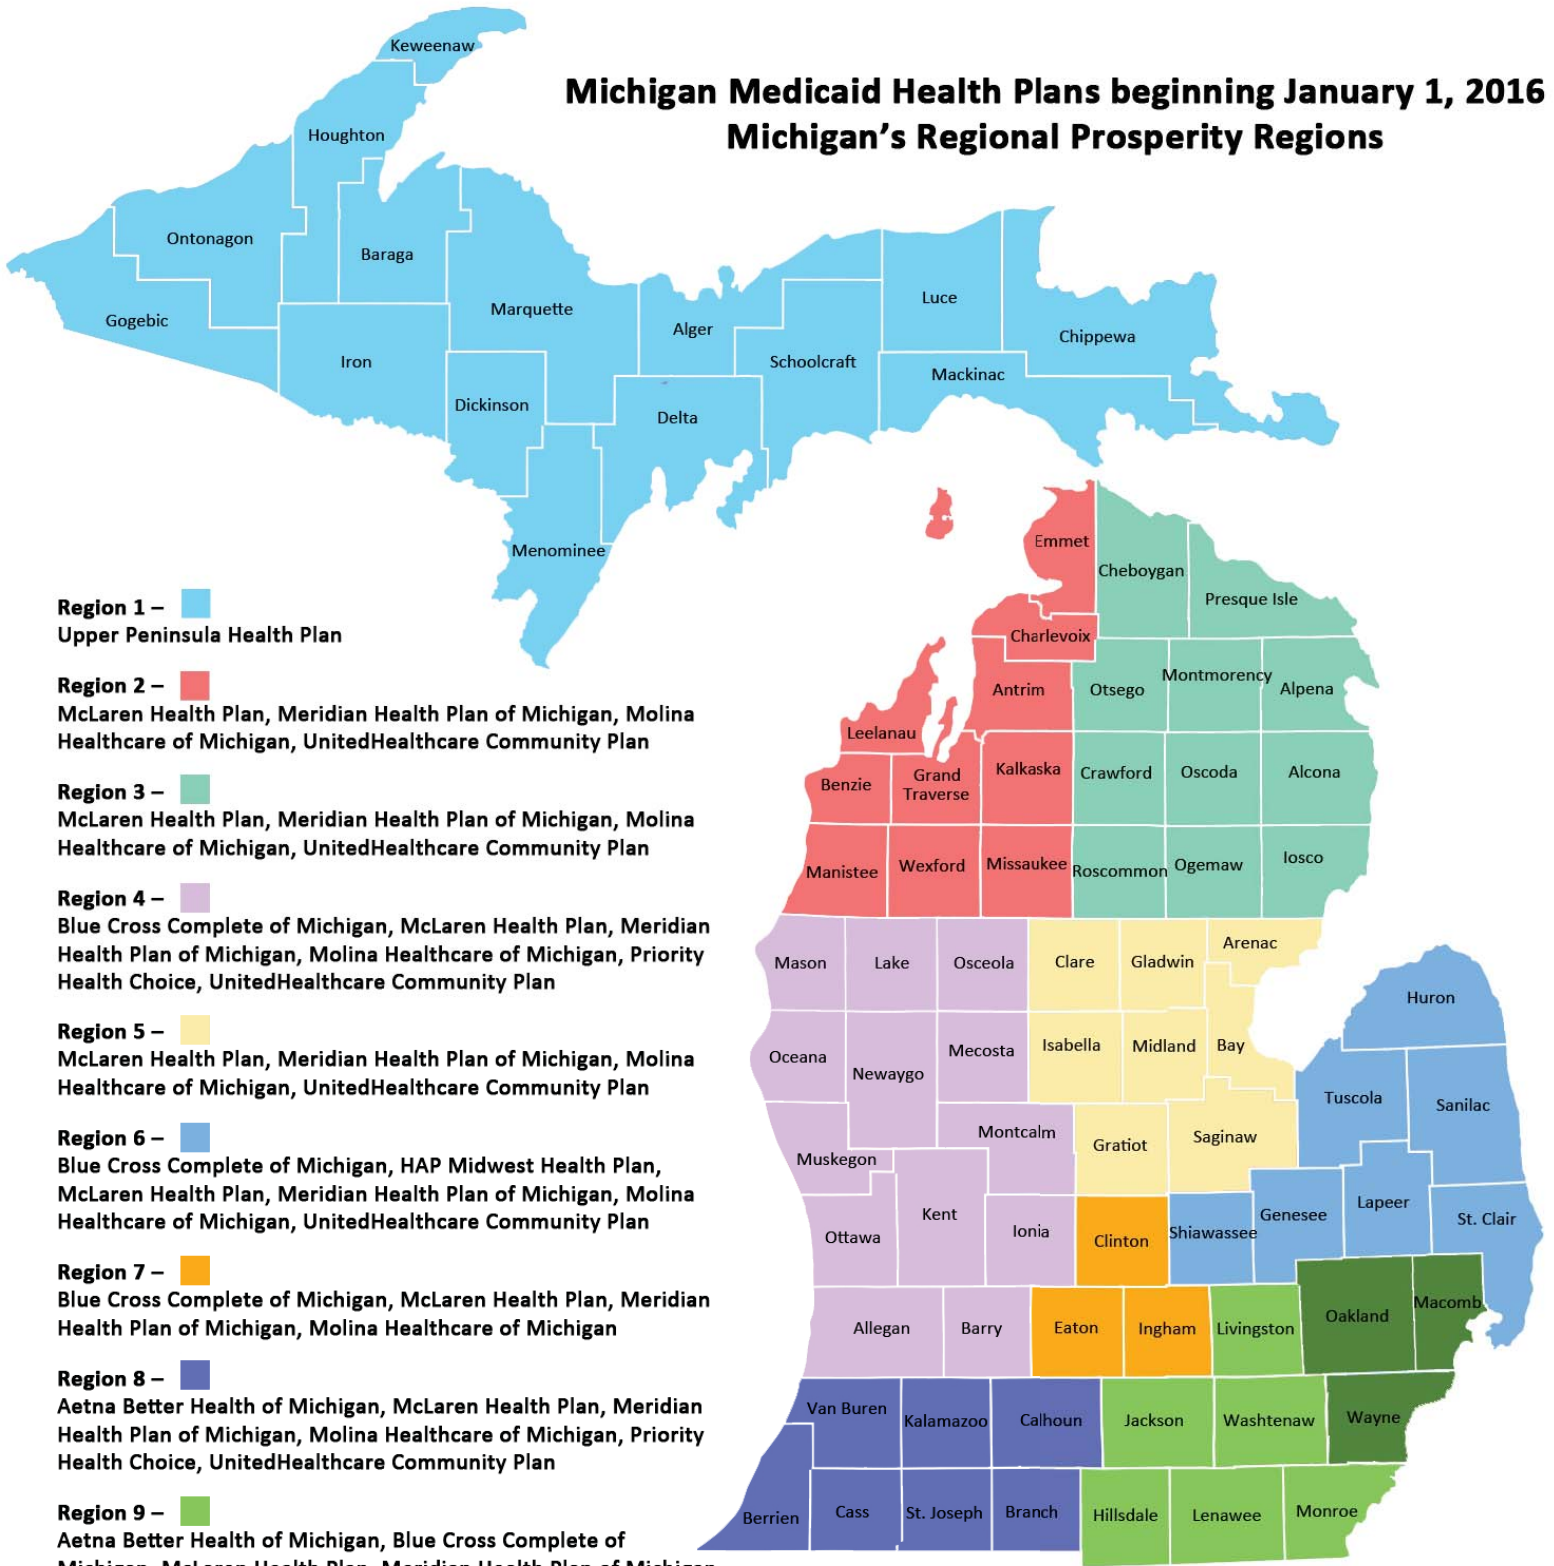 Michigan Medicaid Health Plans beginning January 1, 2016
Michigan's Regional Prosperity Regions
Keweenaw
Houghton
Ontonagon
Baraga
Gogebic
Marquette
Iron
Alger
Luce
Chippewa
Schoolcraft
Mackinac
Dickinson
Delta
Menominee
Emmet
Cheboygan
Presque Isle
Charlevoix
Antrim
Otsego
Montmorency
Alpena
Leelanau
Benzie
Grand
Traverse
Kalkaska
Crawford
Oscoda
Alcona
Manistee
Wexford
Missaukee
Roscommon
Ogemaw
Iosco
Mason
Lake
Osceola
Clare
Gladwin
Arenac
Huron
Oceana
Newaygo
Mecosta
Isabella
Midland
Bay
Tuscola
Sanilac
Muskegon
Montcalm
Gratiot
Saginaw
Ottawa
Kent
Ionia
Clinton
Shiawassee
Genesee
Lapeer
St. Clair
Allegan
Barry
Eaton
Ingham
Livingston
Oakland
Macomb
Van Buren
Kalamazoo
Calhoun
Jackson
Washtenaw
Wayne
Berrien
Cass
St. Joseph
Branch
Hillsdale
Lenawee
Monroe
Region 1 –
Upper Peninsula Health Plan
Region 2 –
McLaren Health Plan, Meridian Health Plan of Michigan, Molina
Healthcare of Michigan, UnitedHealthcare Community Plan
Region 3 –
McLaren Health Plan, Meridian Health Plan of Michigan, Molina
Healthcare of Michigan, UnitedHealthcare Community Plan
Region 4 –
Blue Cross Complete of Michigan, McLaren Health Plan, Meridian
Health Plan of Michigan, Molina Healthcare of Michigan, Priority
Health Choice, UnitedHealthcare Community Plan
Region 5 –
McLaren Health Plan, Meridian Health Plan of Michigan, Molina
Healthcare of Michigan, UnitedHealthcare Community Plan
Region 6 –
Blue Cross Complete of Michigan, HAP Midwest Health Plan,
McLaren Health Plan, Meridian Health Plan of Michigan, Molina
Healthcare of Michigan, UnitedHealthcare Community Plan
Region 7 –
Blue Cross Complete of Michigan, McLaren Health Plan, Meridian
Health Plan of Michigan, Molina Healthcare of Michigan
Region 8 –
Aetna Better Health of Michigan, McLaren Health Plan, Meridian
Health Plan of Michigan, Molina Healthcare of Michigan, Priority
Health Choice, UnitedHealthcare Community Plan
Region 9 –
Aetna Better Health of Michigan, Blue Cross Complete of
Michigan, McLaren Health Plan, Meridian Health Plan of Michigan,